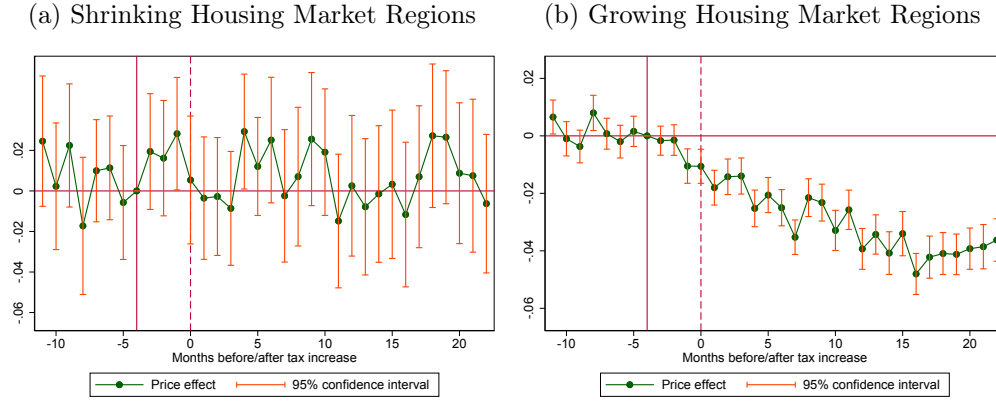 (a) Shrinking Housing Market Regions
(b) Growing Housing Market Regions
.02
0
-.02
-.04
-.06
-10 -5 0 5 10 15 20
Months before/after tax increase
Price effect 95% confidence interval
.02
0
-.02
-.04
-.06
-10 -5 0 5 10 15 20
Months before/after tax increase
Price effect 95% confidence interval